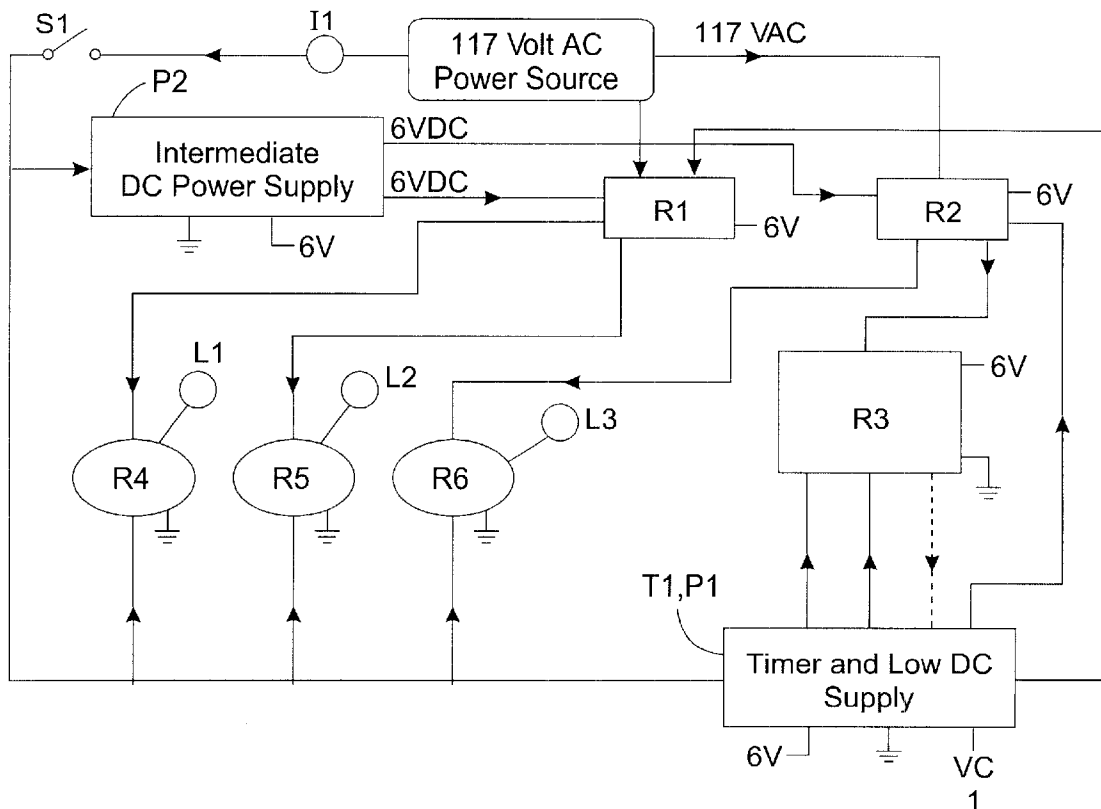 S1
I1
117 Volt AC
Power Source
117 VAC
P2
Intermediate
DC Power Supply
6VDC
6VDC
6V
R1
6V
R2
6V
L1
L2
L3
R3
6V
R4
R5
R6
T1,P1
Timer and Low DC
Supply
6V
VC
1